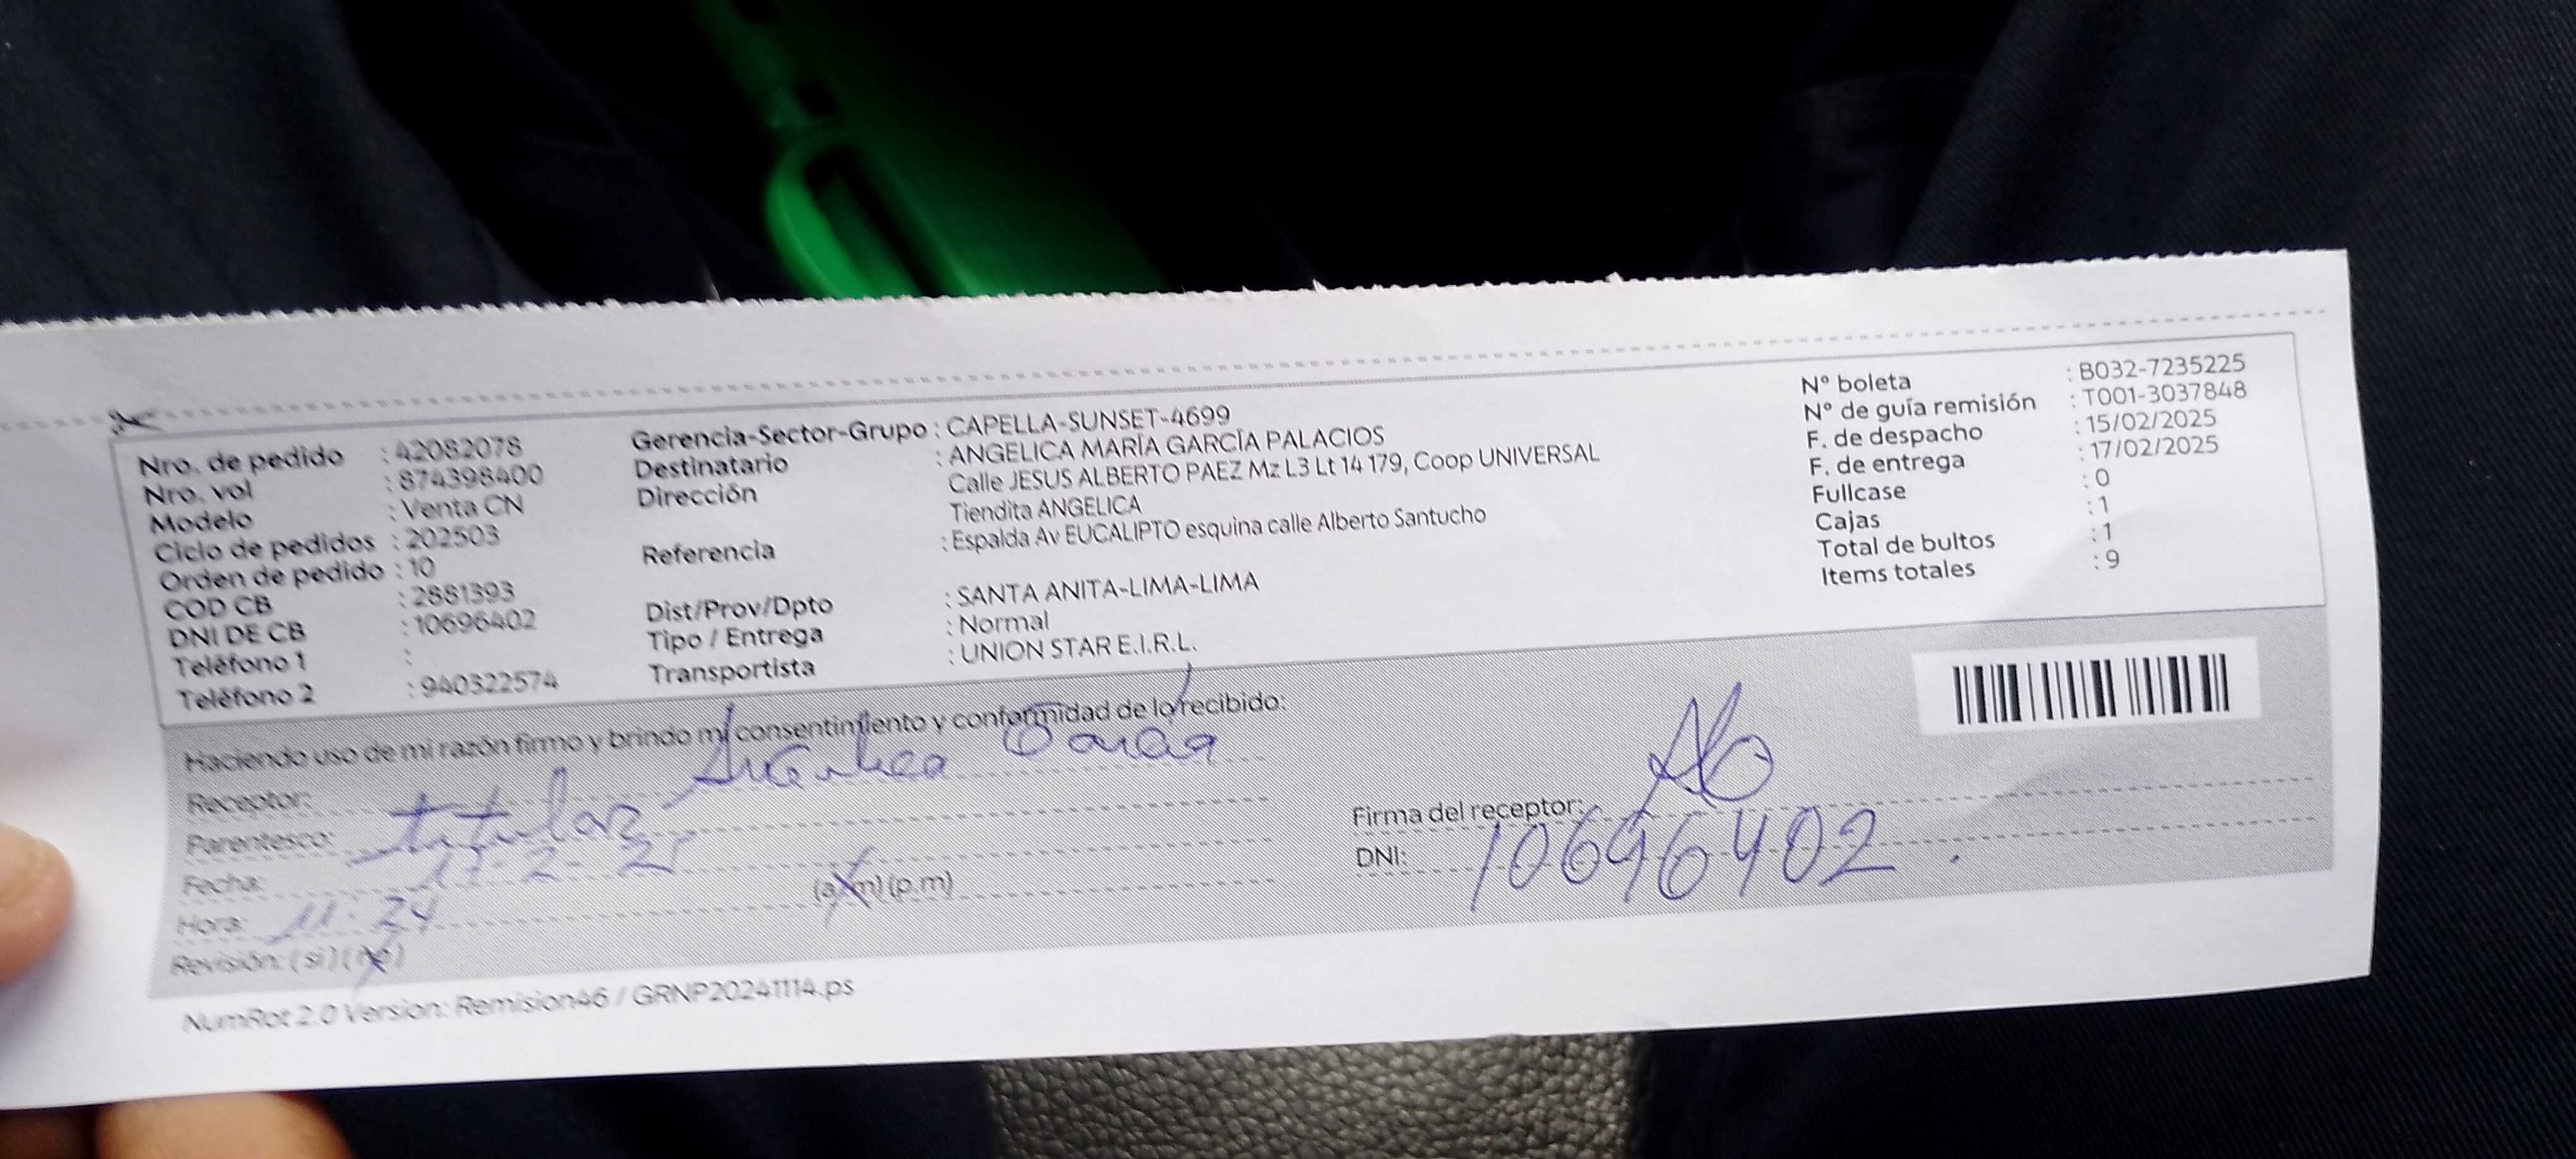 Nro. de pedido : 42082078
Nro. vol : 874398400
Modelo : Venta CN
Ciclo de pedidos : 202503
Orden de pedido : 10
COD CB : 2881393
DNI DE CB : 10696402
Teléfono 1 :
Teléfono 2 : 940322574
Gerencia-Sector-Grupo : CAPELLA-SUNSET-4699
Destinatario : ANGELICA MARÍA GARCÍA PALACIOS
Dirección Calle JESUS ALBERTO PAEZ Mz L3 Lt 14 179, Coop UNIVERSAL
Tiendita ANGELICA
Referencia : Espalda Av EUCALIPTO esquina calle Alberto Santucho
Dist/Prov/Dpto : SANTA ANITA-LIMA-LIMA
Tipo / Entrega : Normal
Transportista : UNION STAR E.I.R.L.
N° boleta : B032-7235225
N° de guía remisión : T001-3037848
F. de despacho : 15/02/2025
F. de entrega : 17/02/2025
Fullcase : 0
Cajas : 1
Total de bultos : 1
Items totales : 9
Haciendo uso de mi razón firmo y brindo mi consentimiento y conformidad de lo recibido:
Receptor: Angelica García
Parentesco: titular
Fecha: 17-2-25
Hora: 11:24 (a.m) (p.m)
Revisión: (si) (no)
Firma del receptor:
DNI: 10696402.
NumRot 2.0 Version: Remision46 / GRNP20241114.ps